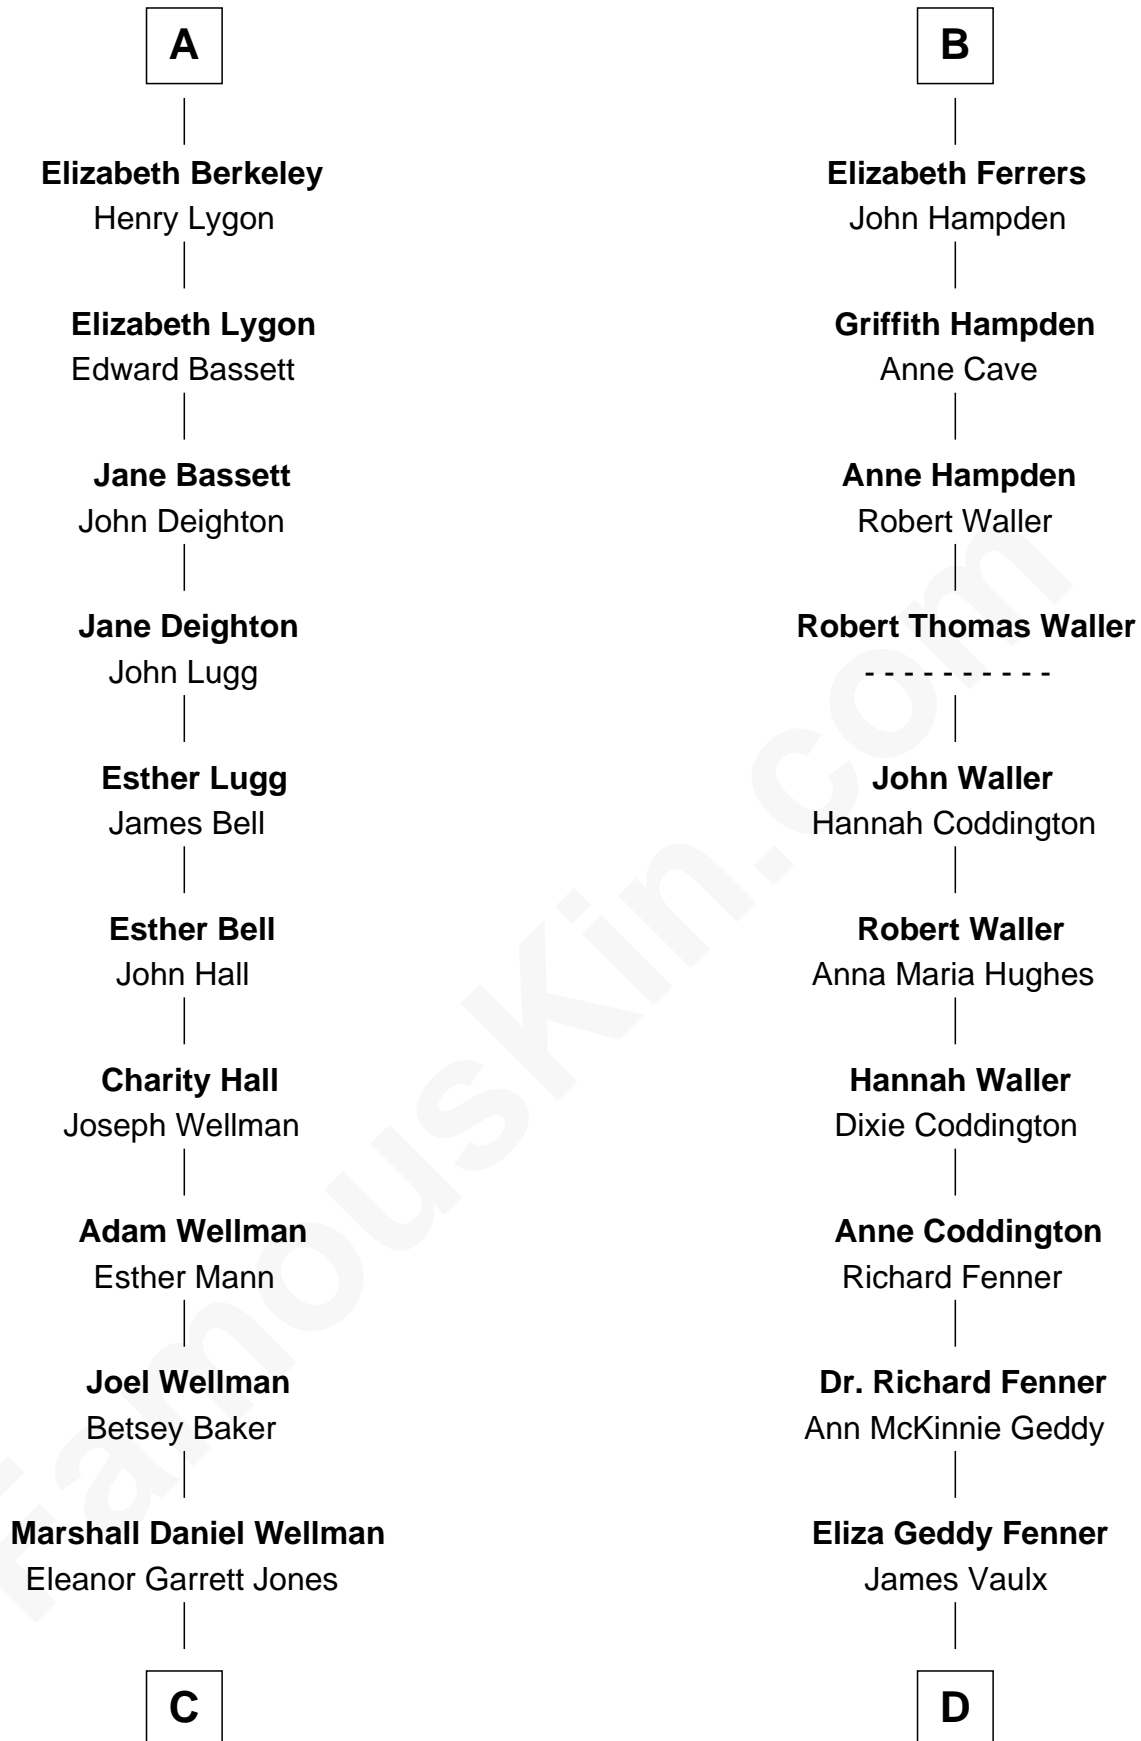 A
Elizabeth Berkeley
Henry Lygon
Elizabeth Lygon
Edward Bassett
Jane Bassett
John Deighton
Jane Deighton
John Lugg
Esther Lugg
James Bell
Esther Bell
John Hall
Charity Hall
Joseph Wellman
Adam Wellman
Esther Mann
Joel Wellman
Betsey Baker
Marshall Daniel Wellman
Eleanor Garrett Jones
C
B
Elizabeth Ferrers
John Hampden
Griffith Hampden
Anne Cave
Anne Hampden
Robert Waller
Robert Thomas Waller
- - - - - - - - - -
John Waller
Hannah Coddington
Robert Waller
Anna Maria Hughes
Hannah Waller
Dixie Coddington
Anne Coddington
Richard Fenner
Dr. Richard Fenner
Ann McKinnie Geddy
Eliza Geddy Fenner
James Vaulx
D
FamousKin.com